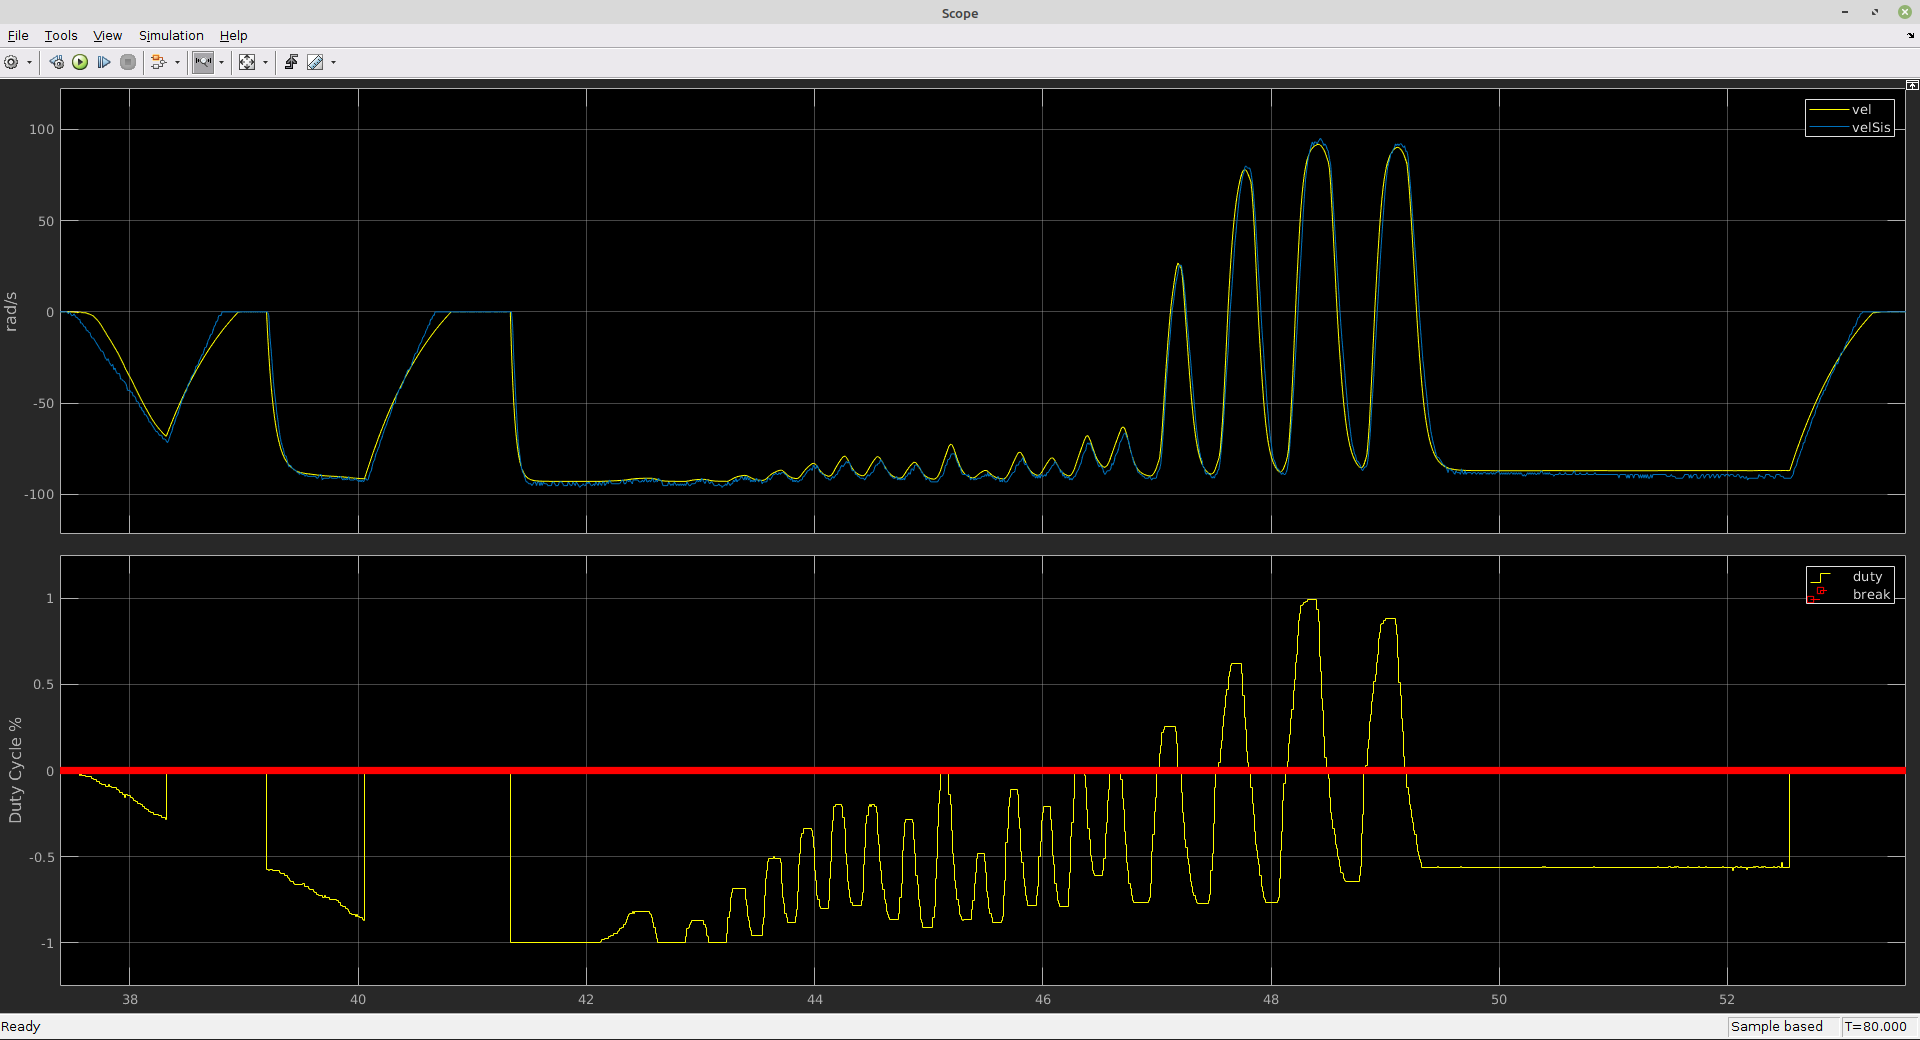 Scope
File Tools View Simulation Help
vel
velSis
100
50
0
-50
-100
rad/s
duty
break
1
0.5
0
-0.5
-1
Duty Cycle %
38 40 42 44 46 48 50 52
Ready Sample based T=80.000